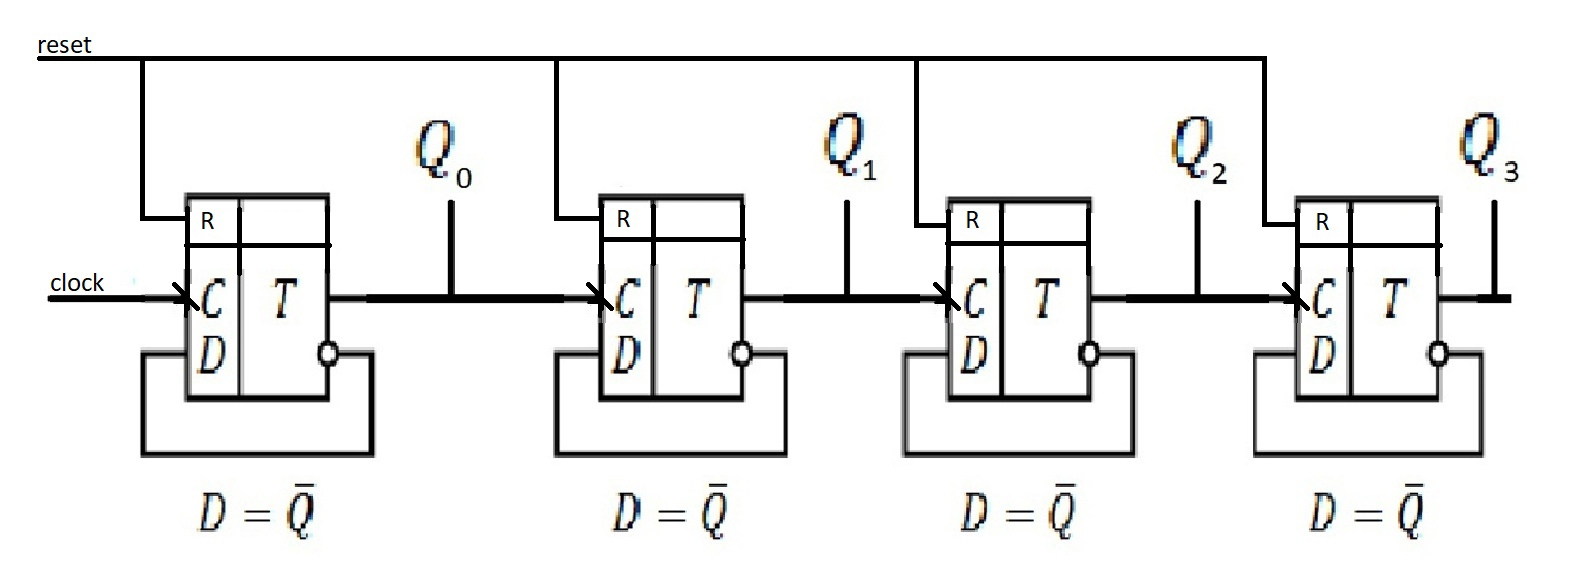 reset
Q0 Q1 Q2 Q3
R R R R
clock C T C T C T C T
D D D D
D = Q̄ D = Q̄ D = Q̄ D = Q̄